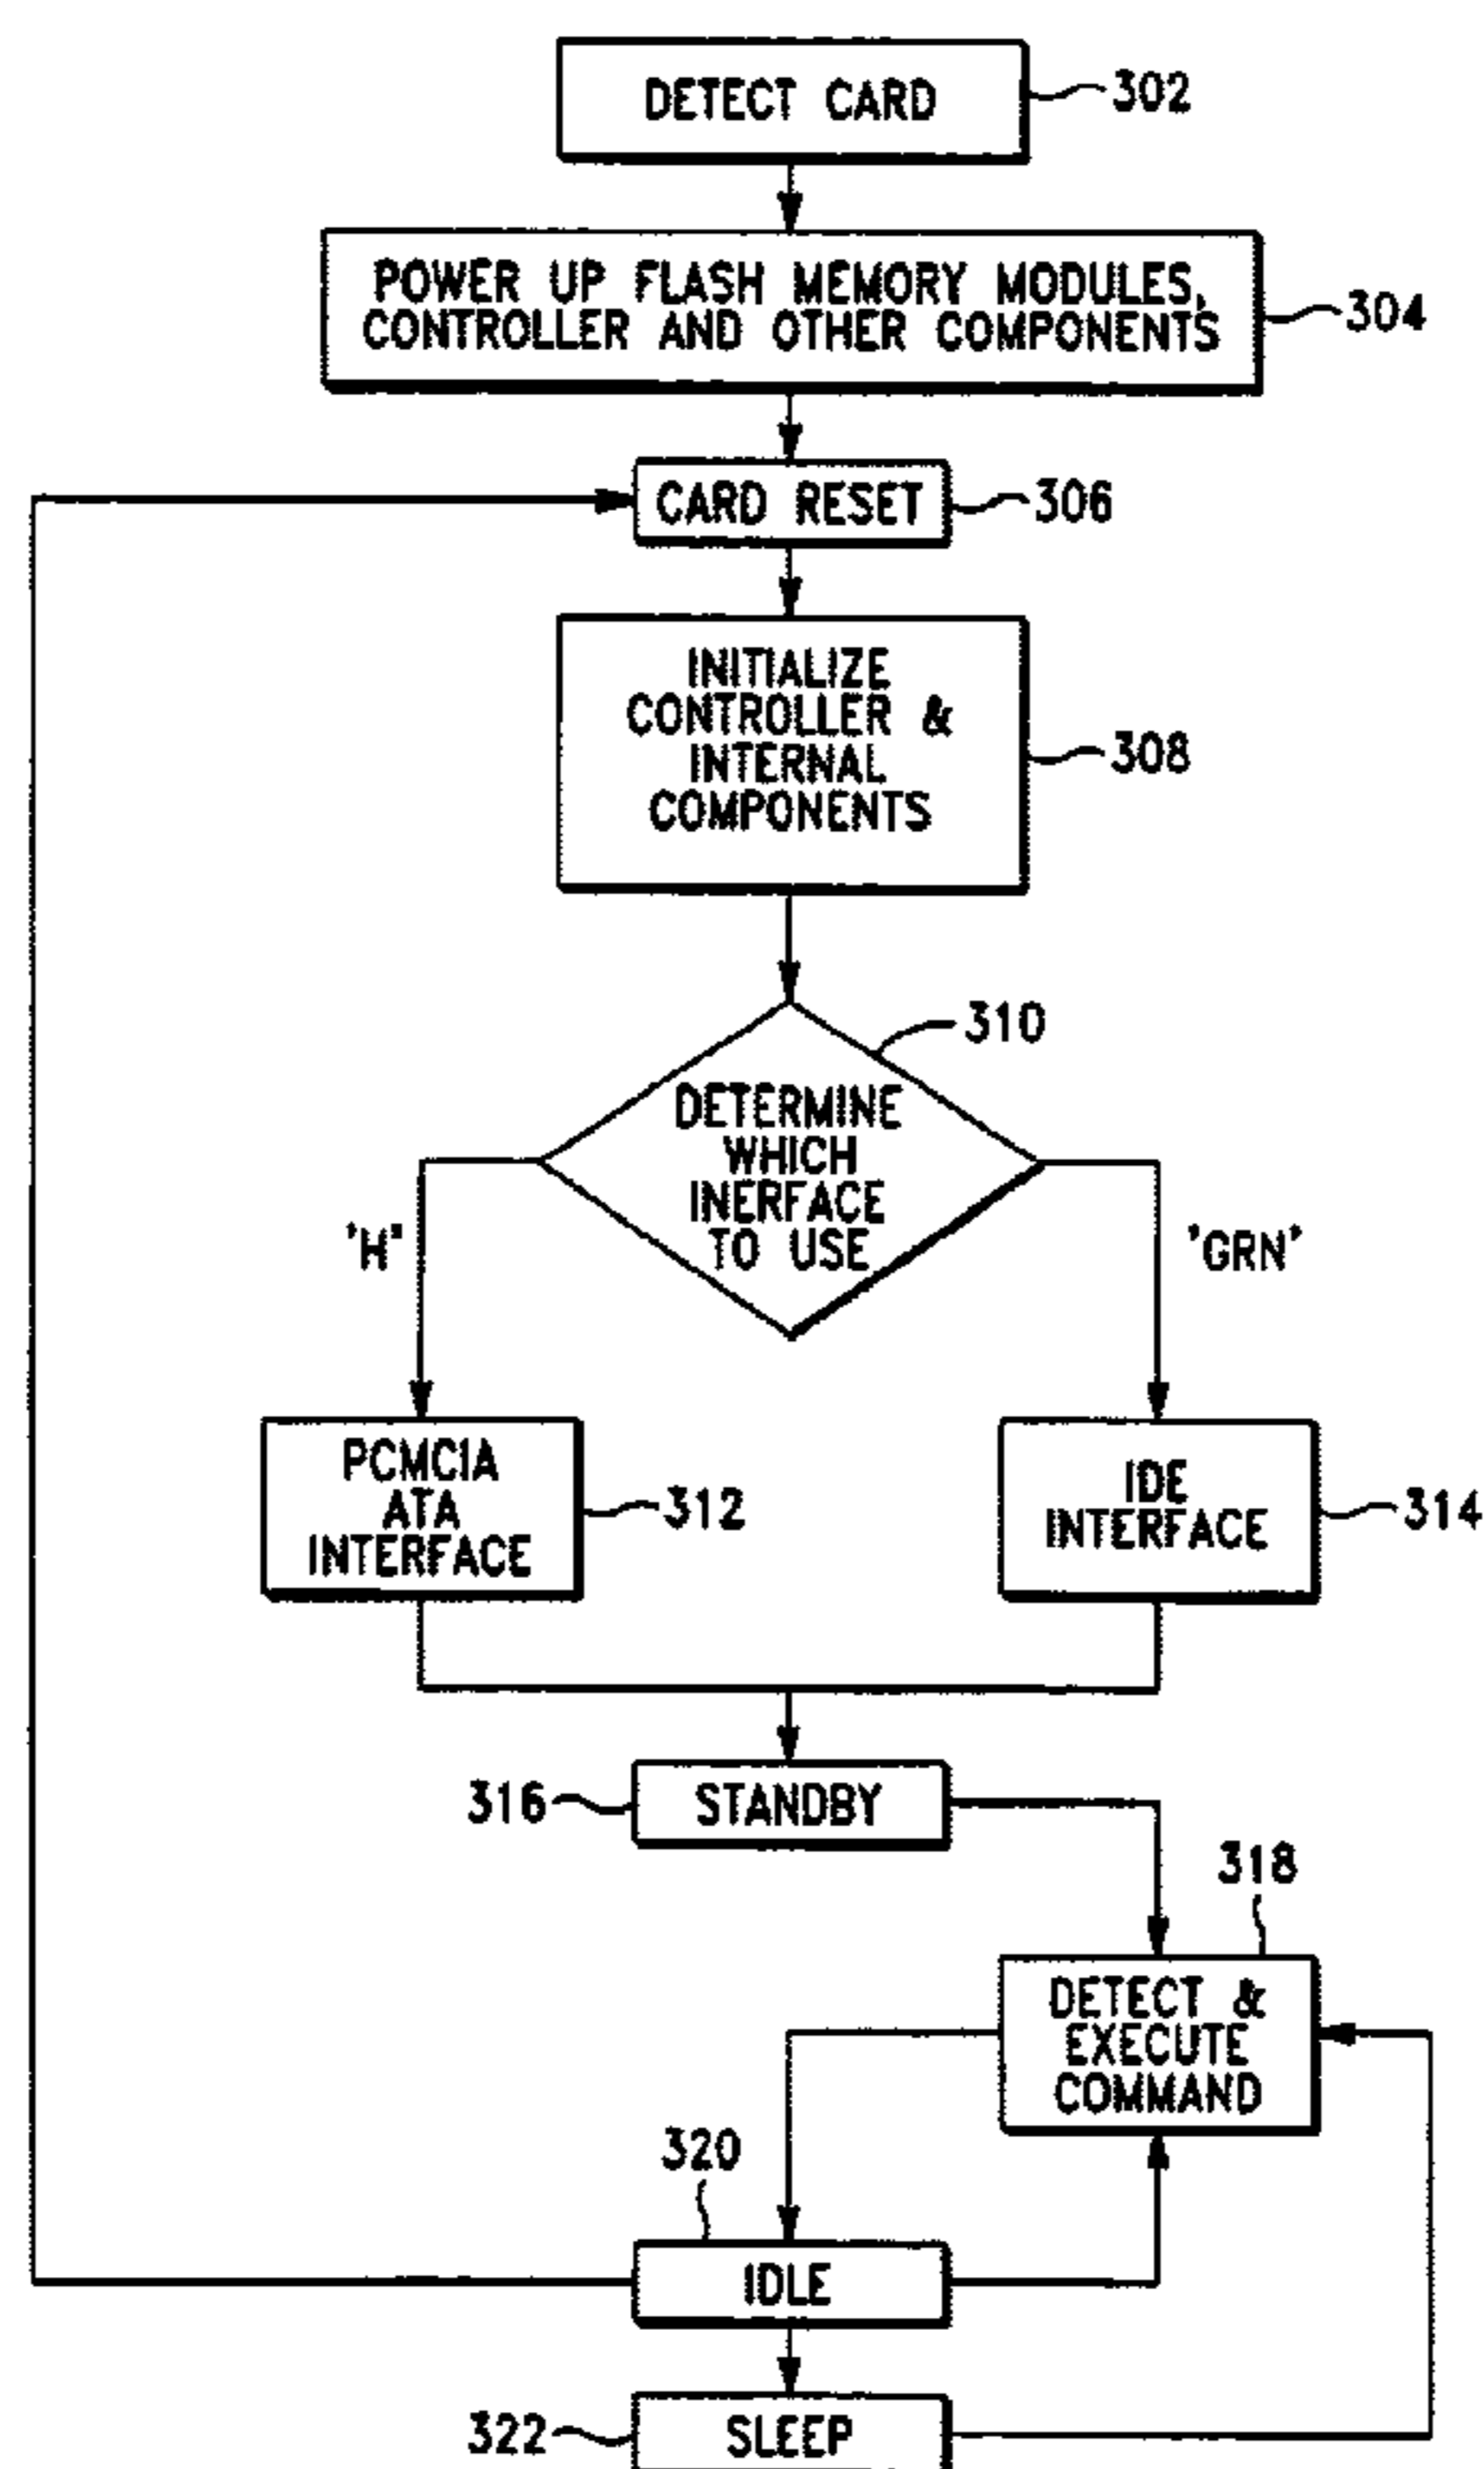 DETECT CARD
302
POWER UP FLASH MEMORY MODULES,
CONTROLLER AND OTHER COMPONENTS
304
CARD RESET
306
INITIALIZE
CONTROLLER &
INTERNAL
COMPONENTS
308
310
DETERMINE
WHICH
INERFACE
TO USE
'H"
'GRN'
PCMCIA
ATA
INTERFACE
312
IDE
INTERFACE
314
316
STANDBY
318
DETECT &
EXECUTE
COMMAND
320
IDLE
322
SLEEP